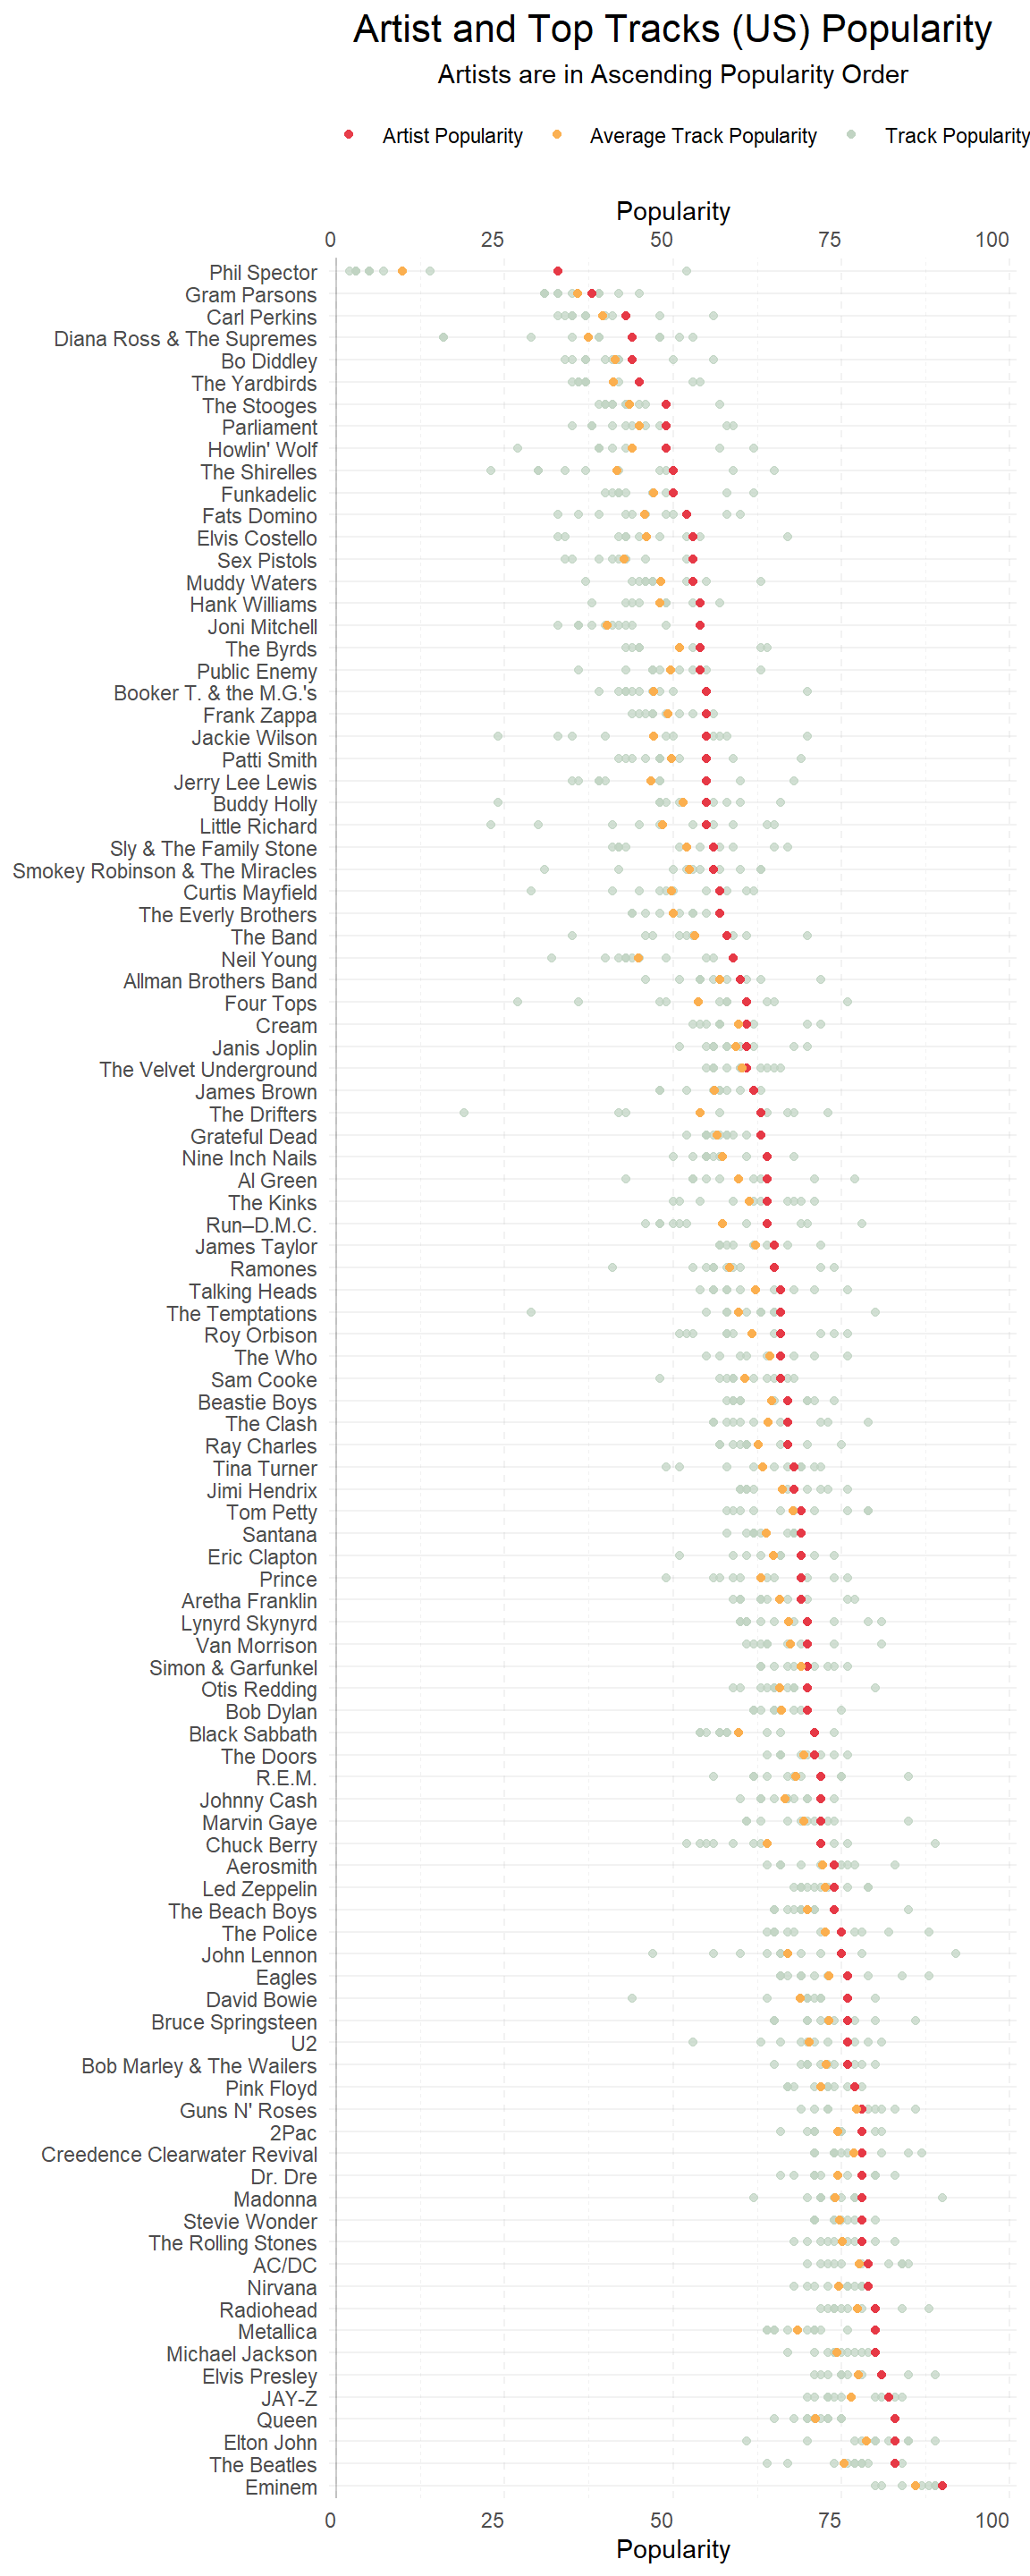 Artist and Top Tracks (US) Popularity
Artists are in Ascending Popularity Order
Artist Popularity Average Track Popularity Track Popularity
Popularity
0 25 50 75 100
Phil Spector
Gram Parsons
Carl Perkins
Diana Ross & The Supremes
Bo Diddley
The Yardbirds
The Stooges
Parliament
Howlin' Wolf
The Shirelles
Funkadelic
Fats Domino
Elvis Costello
Sex Pistols
Muddy Waters
Hank Williams
Joni Mitchell
The Byrds
Public Enemy
Booker T. & the M.G.'s
Frank Zappa
Jackie Wilson
Patti Smith
Jerry Lee Lewis
Buddy Holly
Little Richard
Sly & The Family Stone
Smokey Robinson & The Miracles
Curtis Mayfield
The Everly Brothers
The Band
Neil Young
Allman Brothers Band
Four Tops
Cream
Janis Joplin
The Velvet Underground
James Brown
The Drifters
Grateful Dead
Nine Inch Nails
Al Green
The Kinks
Run–D.M.C.
James Taylor
Ramones
Talking Heads
The Temptations
Roy Orbison
The Who
Sam Cooke
Beastie Boys
The Clash
Ray Charles
Tina Turner
Jimi Hendrix
Tom Petty
Santana
Eric Clapton
Prince
Aretha Franklin
Lynyrd Skynyrd
Van Morrison
Simon & Garfunkel
Otis Redding
Bob Dylan
Black Sabbath
The Doors
R.E.M.
Johnny Cash
Marvin Gaye
Chuck Berry
Aerosmith
Led Zeppelin
The Beach Boys
The Police
John Lennon
Eagles
David Bowie
Bruce Springsteen
U2
Bob Marley & The Wailers
Pink Floyd
Guns N' Roses
2Pac
Creedence Clearwater Revival
Dr. Dre
Madonna
Stevie Wonder
The Rolling Stones
AC/DC
Nirvana
Radiohead
Metallica
Michael Jackson
Elvis Presley
JAY-Z
Queen
Elton John
The Beatles
Eminem
0 25 50 75 100
Popularity